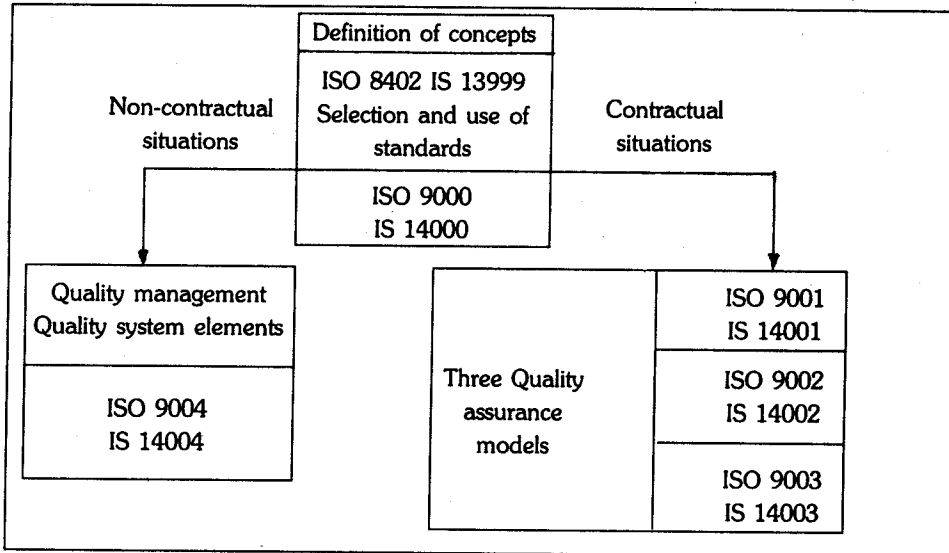 Definition of concepts
ISO 8402 IS 13999
Selection and use of
standards
ISO 9000
IS 14000
Non-contractual
situations
Contractual
situations
Quality management
Quality system elements
ISO 9004
IS 14004
Three Quality
assurance
models
ISO 9001
IS 14001
ISO 9002
IS 14002
ISO 9003
IS 14003